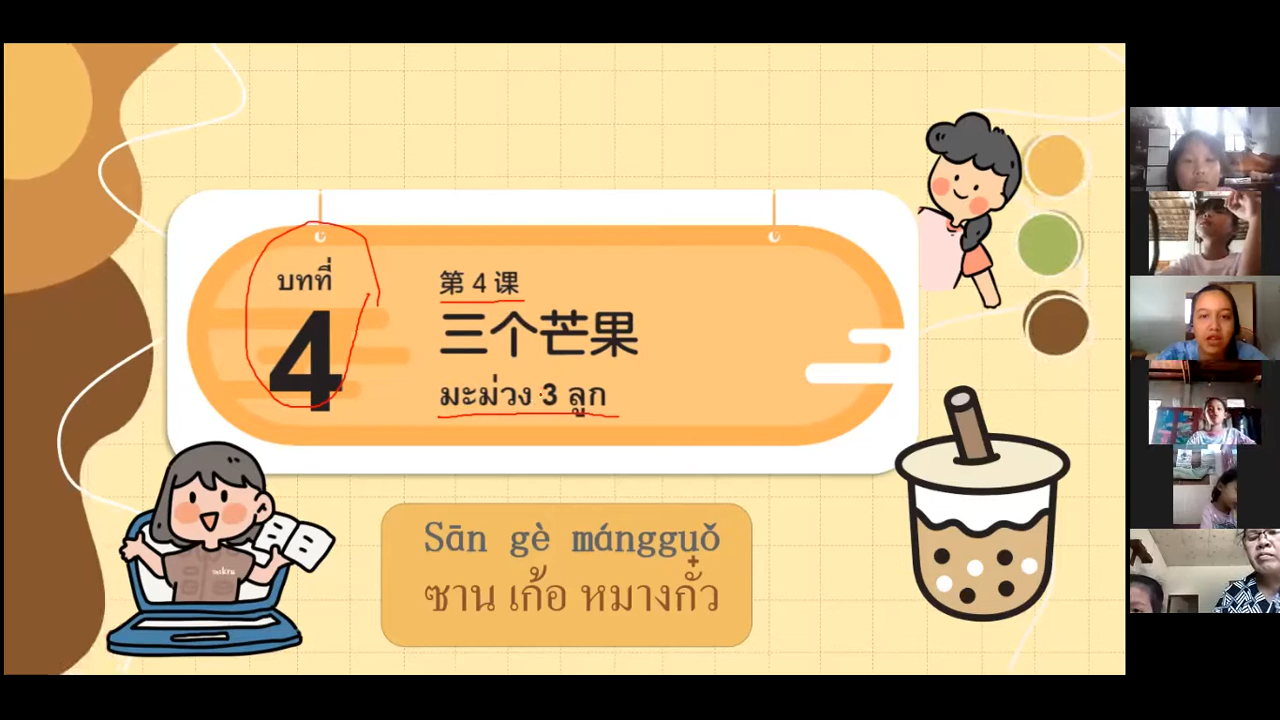 บทที่
4
第 4 课
三个芒果
มะม่วง 3 ลูก
Sān gè mángguǒ
ซาน เก้อ หมางกั๋ว